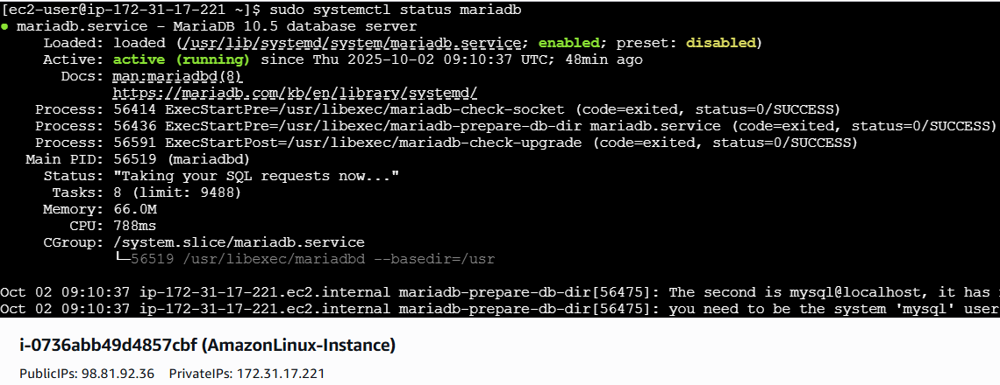 [ec2-user@ip-172-31-17-221 ~]$ sudo systemctl status mariadb
● mariadb.service - MariaDB 10.5 database server
Loaded: loaded (/usr/lib/systemd/system/mariadb.service; enabled; preset: disabled)
Active: active (running) since Thu 2025-10-02 09:10:37 UTC; 48min ago
Docs: man:mariadbd(8)
https://mariadb.com/kb/en/library/systemd/
Process: 56414 ExecStartPre=/usr/libexec/mariadb-check-socket (code=exited, status=0/SUCCESS)
Process: 56436 ExecStartPre=/usr/libexec/mariadb-prepare-db-dir mariadb.service (code=exited, status=0/SUCCESS)
Process: 56591 ExecStartPost=/usr/libexec/mariadb-check-upgrade (code=exited, status=0/SUCCESS)
Main PID: 56519 (mariadbd)
Status: "Taking your SQL requests now..."
Tasks: 8 (limit: 9488)
Memory: 66.0M
CPU: 788ms
CGroup: /system.slice/mariadb.service
└─56519 /usr/libexec/mariadbd --basedir=/usr
Oct 02 09:10:37 ip-172-31-17-221.ec2.internal mariadb-prepare-db-dir[56475]: The second is mysql@localhost, it has
Oct 02 09:10:37 ip-172-31-17-221.ec2.internal mariadb-prepare-db-dir[56475]: you need to be the system 'mysql' user
i-0736abb49d4857cbf (AmazonLinux-Instance)
PublicIPs: 98.81.92.36 PrivateIPs: 172.31.17.221